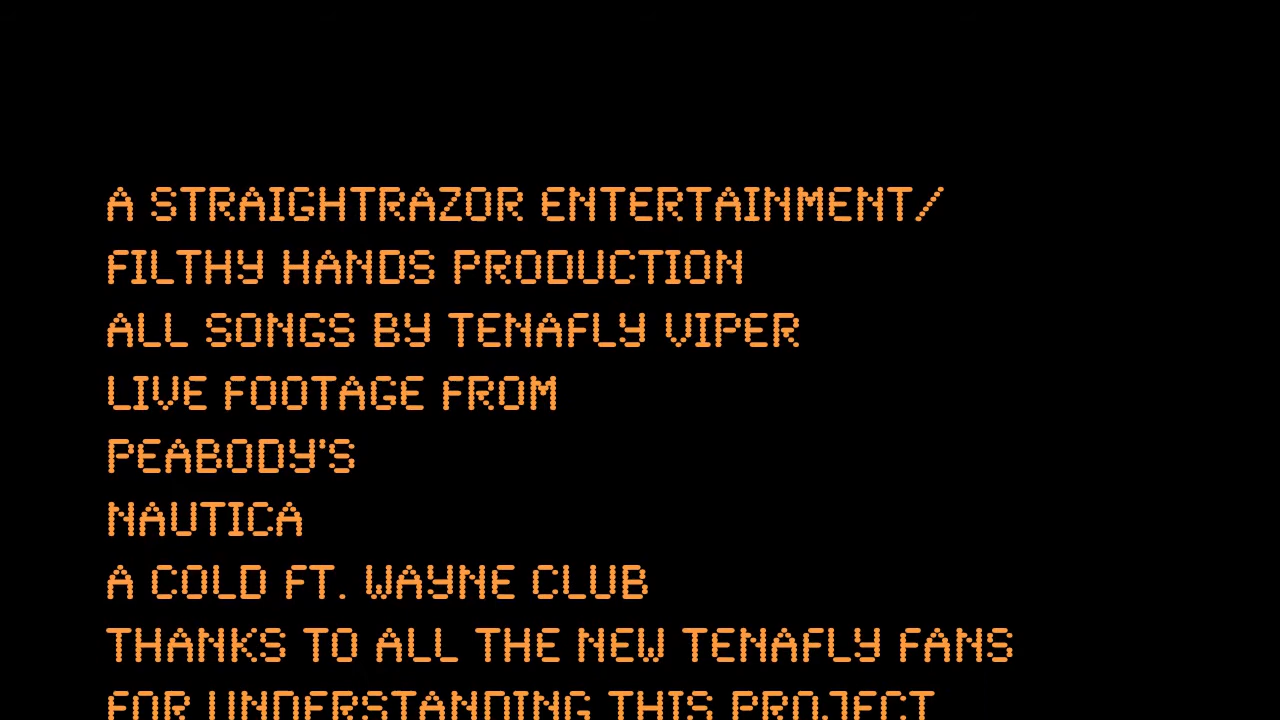 A STRAIGHTRAZOR ENTERTAINMENT/
FILTHY HANDS PRODUCTION
ALL SONGS BY TENAFLY VIPER
LIVE FOOTAGE FROM
PEABODY'S
NAUTICA
A COLD FT. WAYNE CLUB
THANKS TO ALL THE NEW TENAFLY FANS
FOR UNDERSTANDING THIS PROJECT